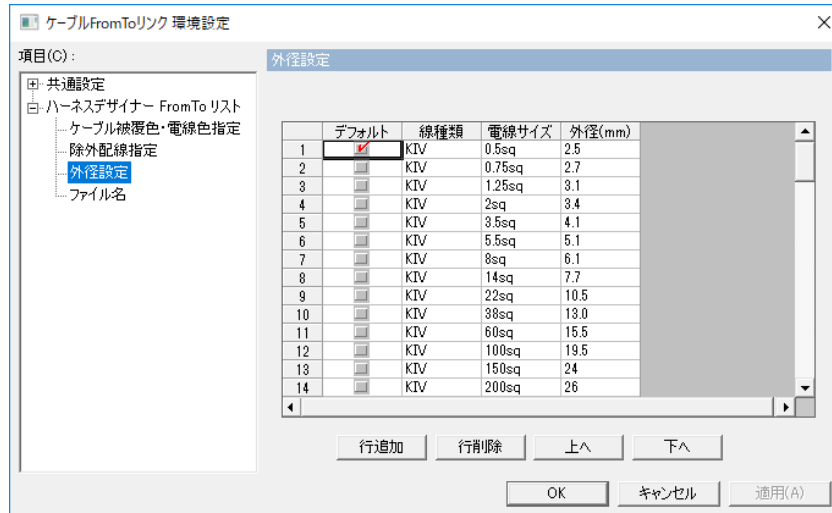 ケーブルFromToリンク 環境設定
項目(C):
共通設定
ハーネスデザイナー FromTo リスト
ケーブル被覆色・電線色指定
除外配線指定
外径設定
ファイル名
外径設定
デフォルト 線種類 電線サイズ 外径(mm)
1 KIV 0.5sq 2.5
2 KIV 0.75sq 2.7
3 KIV 1.25sq 3.1
4 KIV 2sq 3.4
5 KIV 3.5sq 4.1
6 KIV 5.5sq 5.1
7 KIV 8sq 6.1
8 KIV 14sq 7.7
9 KIV 22sq 10.5
10 KIV 38sq 13.0
11 KIV 60sq 15.5
12 KIV 100sq 19.5
13 KIV 150sq 24
14 KIV 200sq 26
行追加 行削除 上へ 下へ
OK キャンセル 適用(A)